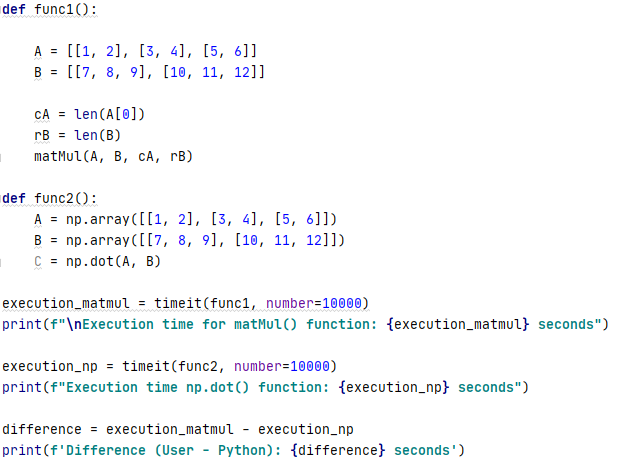 def func1():
    A = [[1, 2], [3, 4], [5, 6]]
    B = [[7, 8, 9], [10, 11, 12]]
    cA = len(A[0])
    rB = len(B)
    matMul(A, B, cA, rB)
def func2():
    A = np.array([[1, 2], [3, 4], [5, 6]])
    B = np.array([[7, 8, 9], [10, 11, 12]])
    C = np.dot(A, B)
execution_matmul = timeit(func1, number=10000)
print(f"\nExecution time for matMul() function: {execution_matmul} seconds")
execution_np = timeit(func2, number=10000)
print(f"Execution time np.dot() function: {execution_np} seconds")
difference = execution_matmul - execution_np
print(f'Difference (User - Python): {difference} seconds')